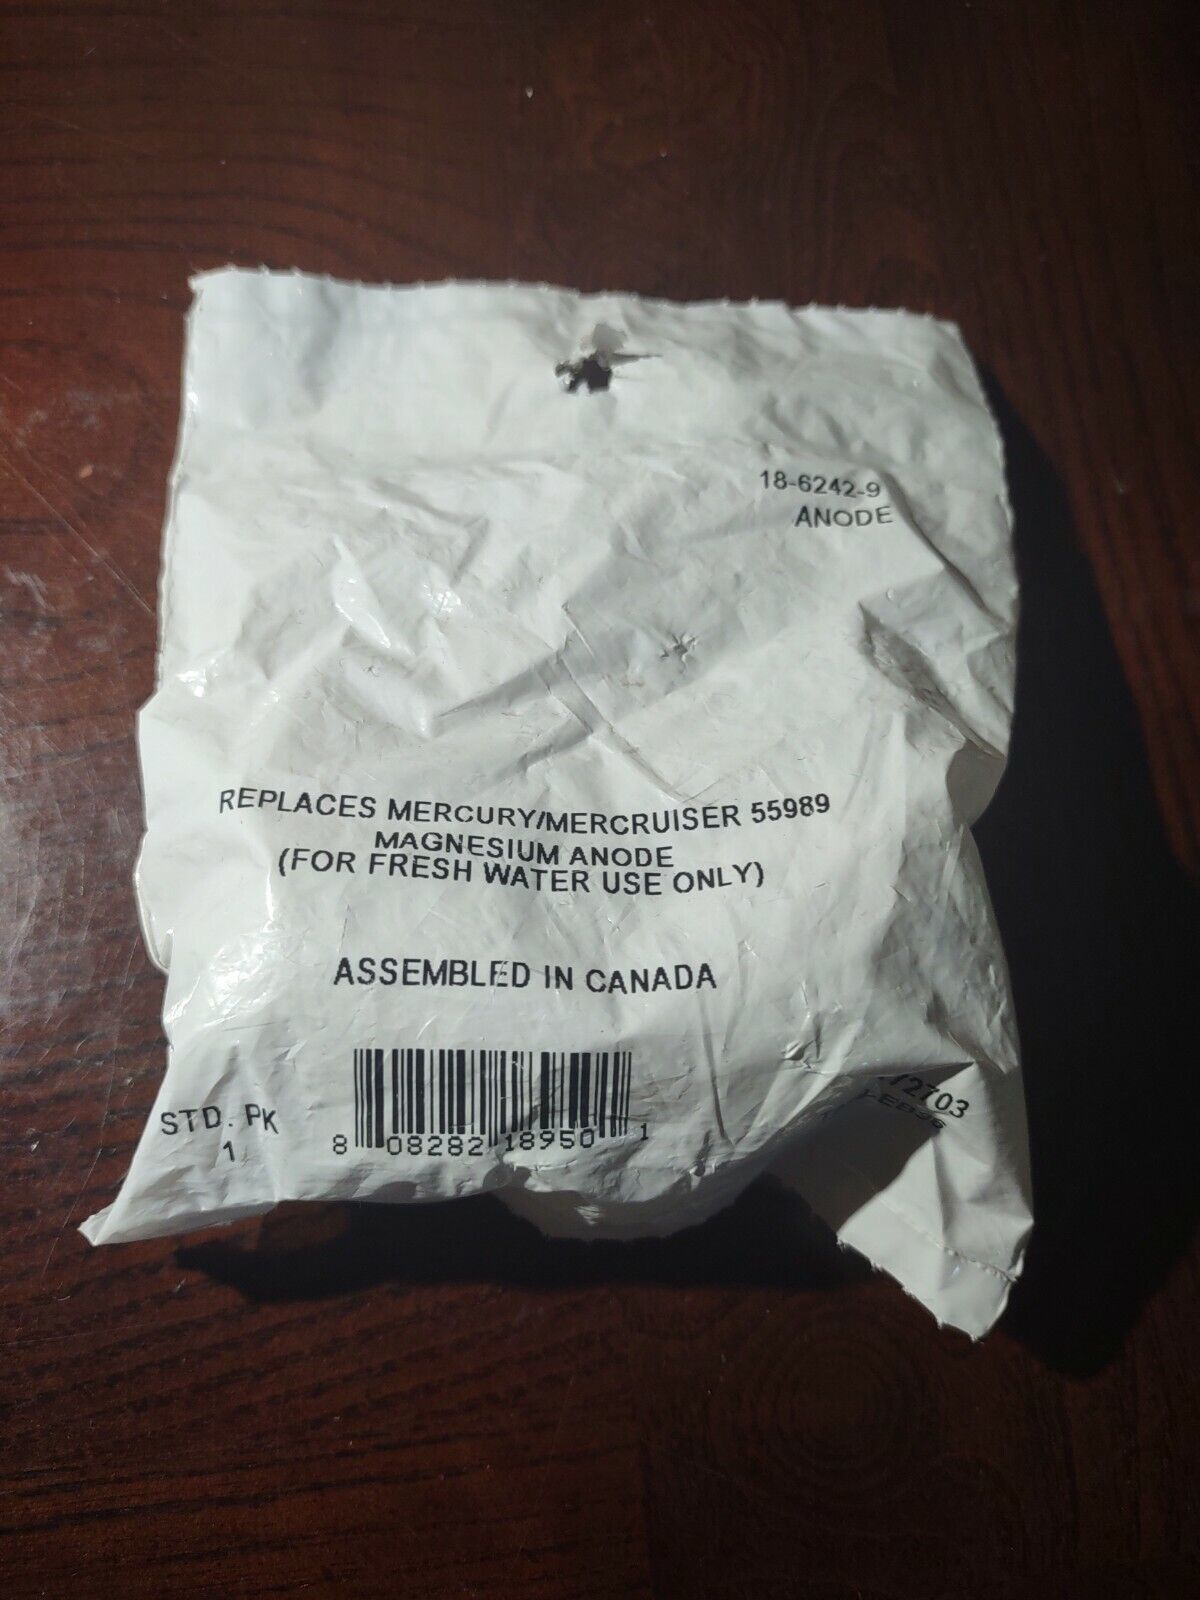 18-6242-9
ANODE
REPLACES MERCURY/MERCRUISER 55989
MAGNESIUM ANODE
(FOR FRESH WATER USE ONLY)
ASSEMBLED IN CANADA
STD. PK
1
8 08282 18950 1